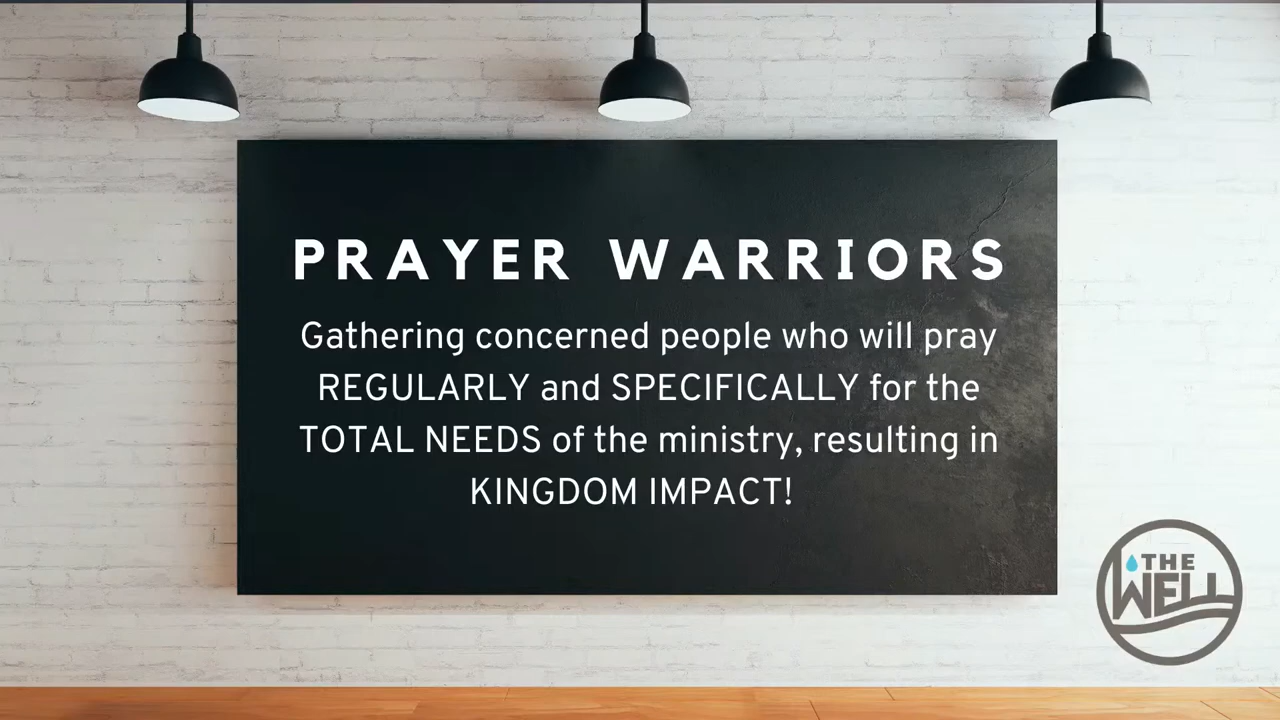 PRAYER WARRIORS
Gathering concerned people who will pray
REGULARLY and SPECIFICALLY for the
TOTAL NEEDS of the ministry, resulting in
KINGDOM IMPACT!
THE
WELL